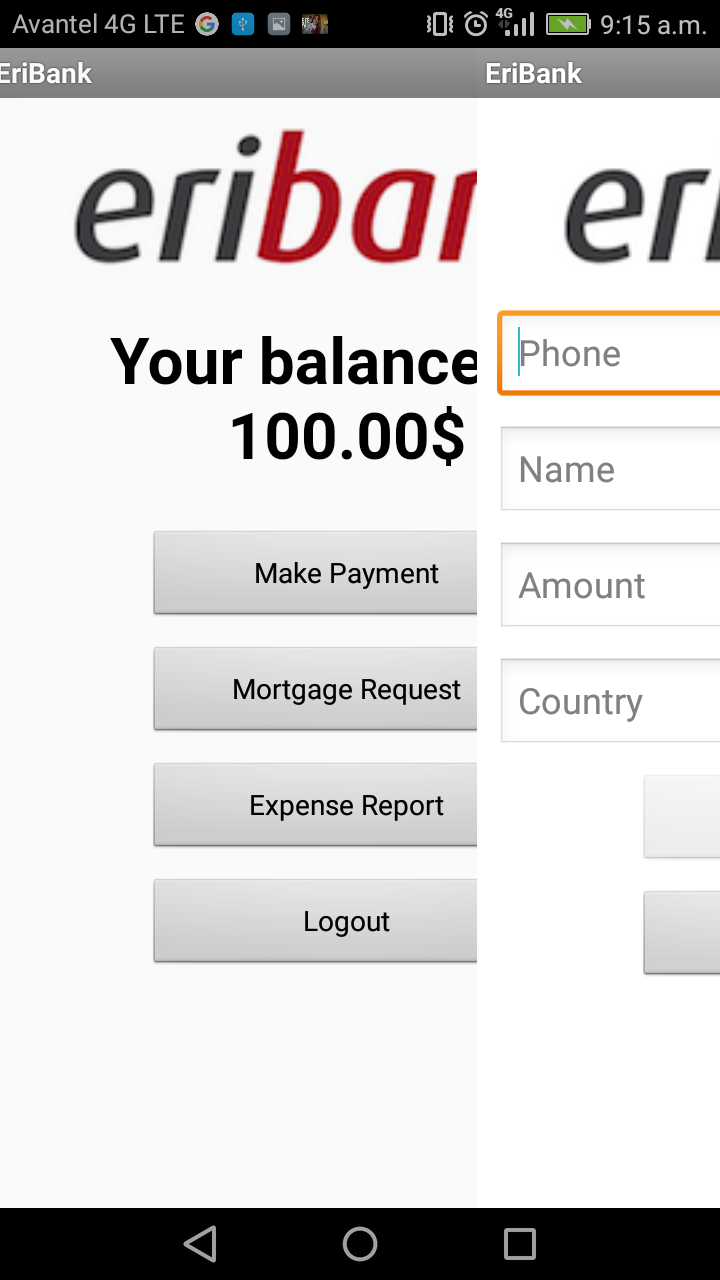 Avantel 4G LTE 4G 9:15 a.m.
EriBank
eriban
Your balance
100.00$
Make Payment
Mortgage Request
Expense Report
Logout
EriBank
eri
Phone
Name
Amount
Country